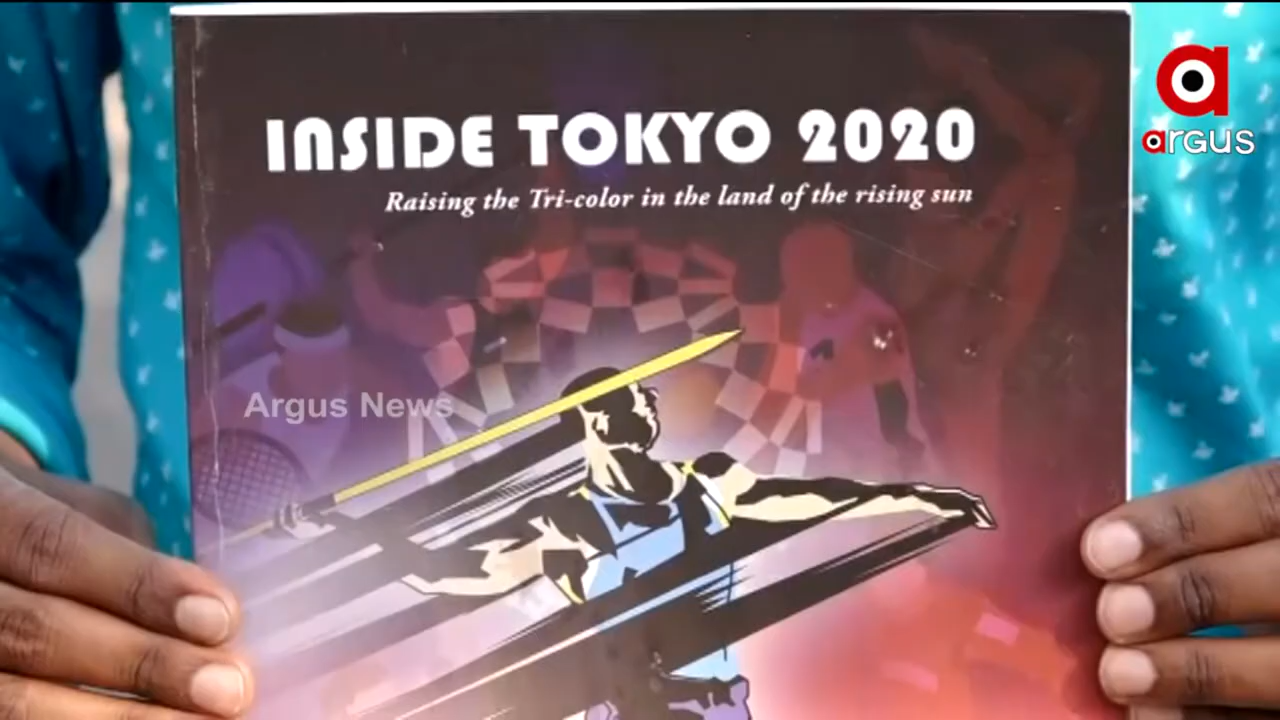 INSIDE TOKYO 2020
Raising the Tri-color in the land of the rising sun
argus
Argus News